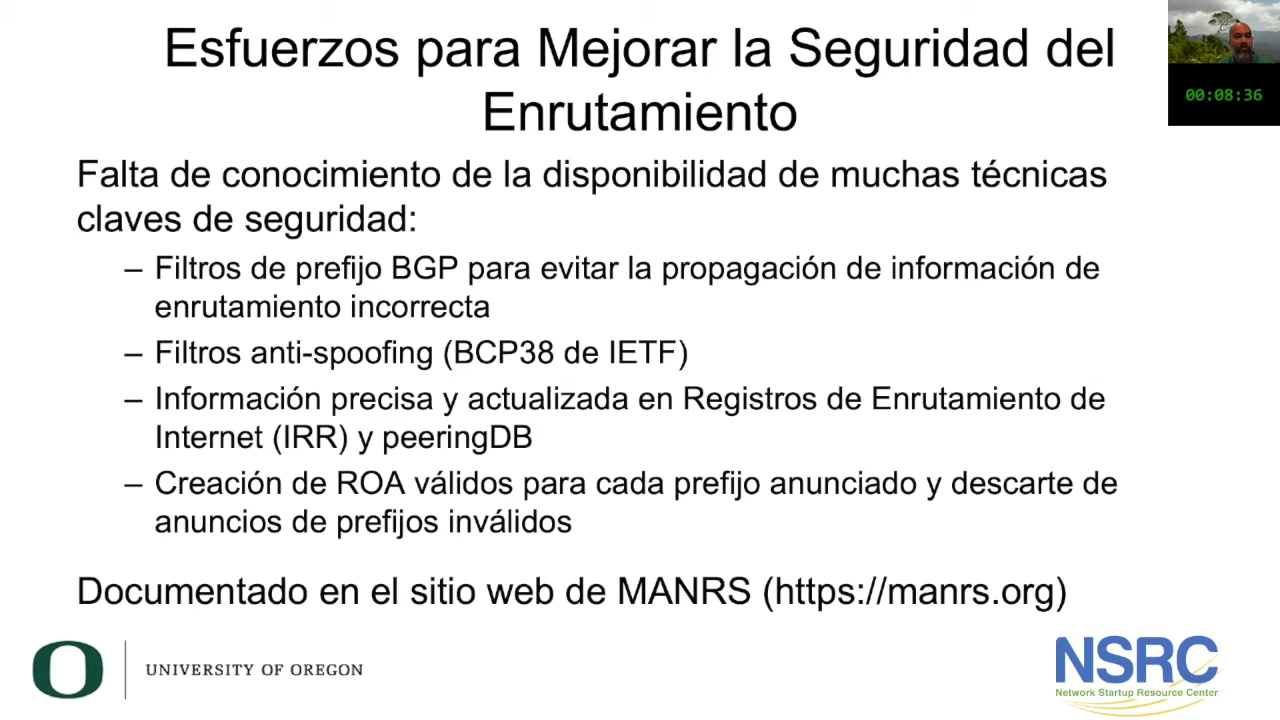 Esfuerzos para Mejorar la Seguridad del
Enrutamiento
00:08:36
Falta de conocimiento de la disponibilidad de muchas técnicas
claves de seguridad:
– Filtros de prefijo BGP para evitar la propagación de información de
enrutamiento incorrecta
– Filtros anti-spoofing (BCP38 de IETF)
– Información precisa y actualizada en Registros de Enrutamiento de
Internet (IRR) y peeringDB
– Creación de ROA válidos para cada prefijo anunciado y descarte de
anuncios de prefijos inválidos
Documentado en el sitio web de MANRS (https://manrs.org)
O
UNIVERSITY OF OREGON
NSRC
Network Startup Resource Center